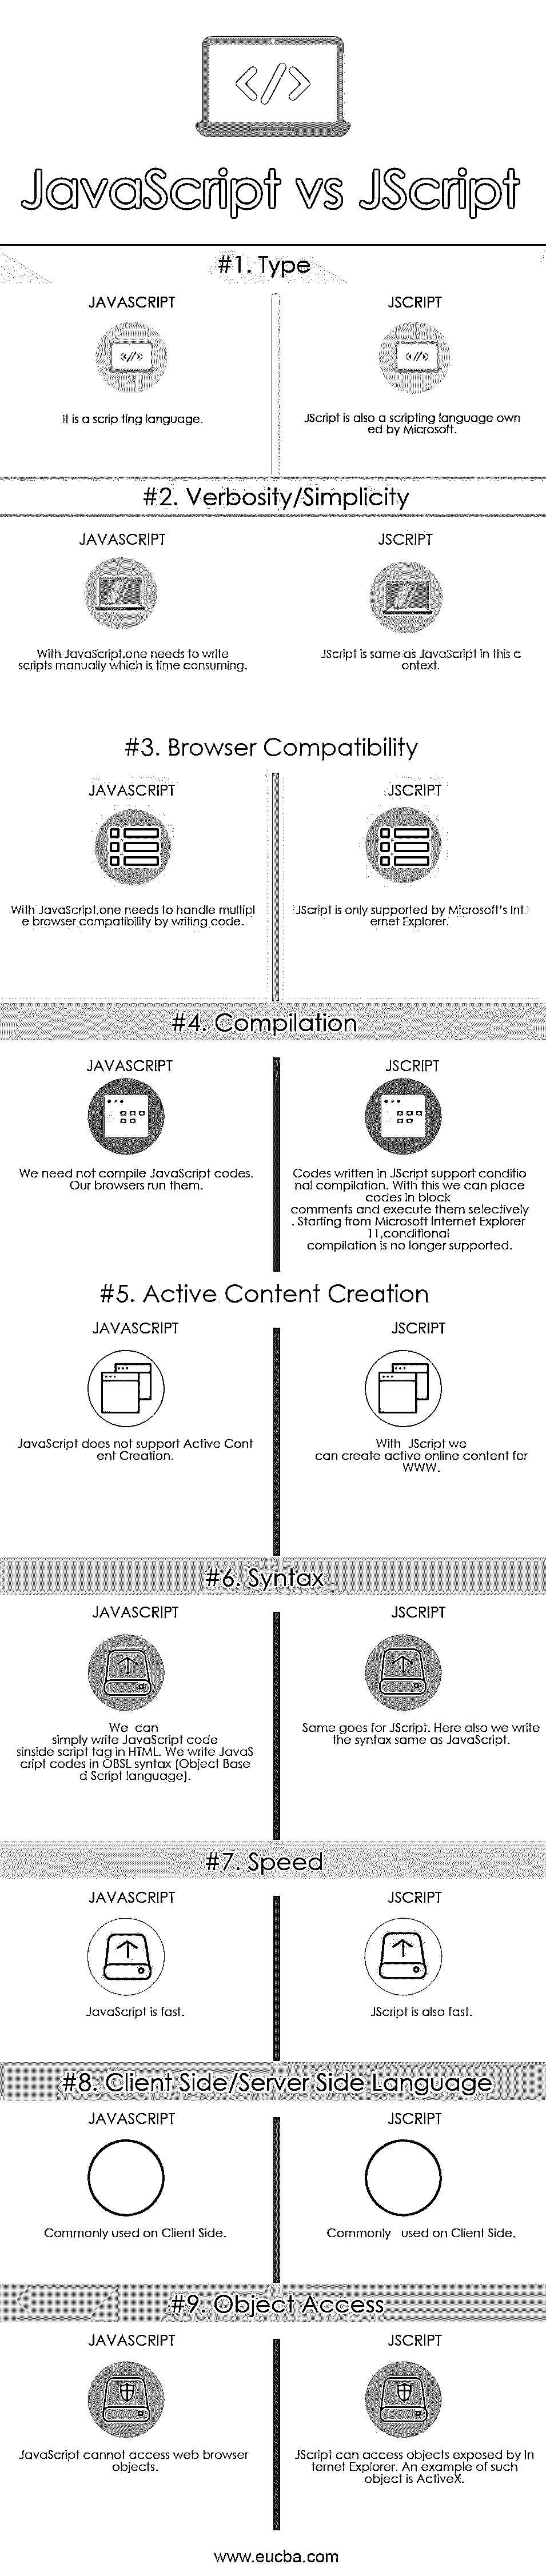 </>
JavaScript vs JScript
#1. Type
JAVASCRIPT
JSCRIPT
</>
</>
It is a scrip ting language.
JScript is also a scripting language own
ed by Microsoft.
#2. Verbosity/Simplicity
JAVASCRIPT
JSCRIPT
With JavaScript,one needs to write
scripts manually which is time consuming.
JScript is same as JavaScript in this c
ontext.
#3. Browser Compatibility
JAVASCRIPT
JSCRIPT
With JavaScript,one needs to handle multipl
e browser compatibility by writing code.
JScript is only supported by Microsoft's Int
ernet Explorer.
#4. Compilation
JAVASCRIPT
JSCRIPT
We need not compile JavaScript codes.
Our browsers run them.
Codes written in JScript support conditio
nal compilation. With this we can place
codes in block
comments and execute them selectively
. Starting from Microsoft Internet Explorer
11,conditional
compilation is no longer supported.
#5. Active Content Creation
JAVASCRIPT
JSCRIPT
JavaScript does not support Active Cont
ent Creation.
With JScript we
can create active online content for
WWW.
#6. Syntax
JAVASCRIPT
JSCRIPT
We can
simply write JavaScript code
sinside script tag in HTML. We write JavaS
cript codes in OBSL syntax (Object Base
d Script language).
Same goes for JScript. Here also we write
the syntax same as JavaScript.
#7. Speed
JAVASCRIPT
JSCRIPT
JavaScript is fast.
JScript is also fast.
#8. Client Side/Server Side Language
JAVASCRIPT
JSCRIPT
Commonly used on Client Side.
Commonly used on Client Side.
#9. Object Access
JAVASCRIPT
JSCRIPT
JavaScript cannot access web browser
objects.
JScript can access objects exposed by In
ternet Explorer. An example of such
object is ActiveX.
www.eucba.com